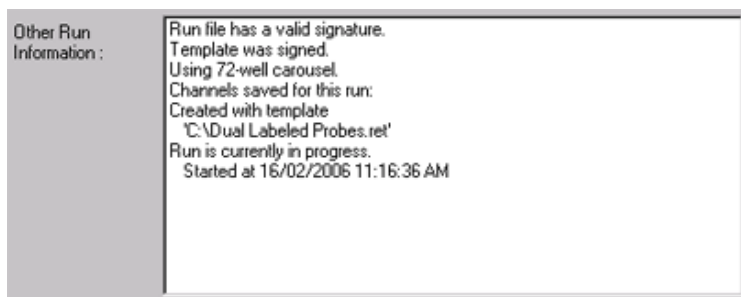 Other Run
Information :
Run file has a valid signature.
Template was signed.
Using 72-well carousel.
Channels saved for this run:
Created with template
'C:\Dual Labeled Probes.ret'
Run is currently in progress.
Started at 16/02/2006 11:16:36 AM